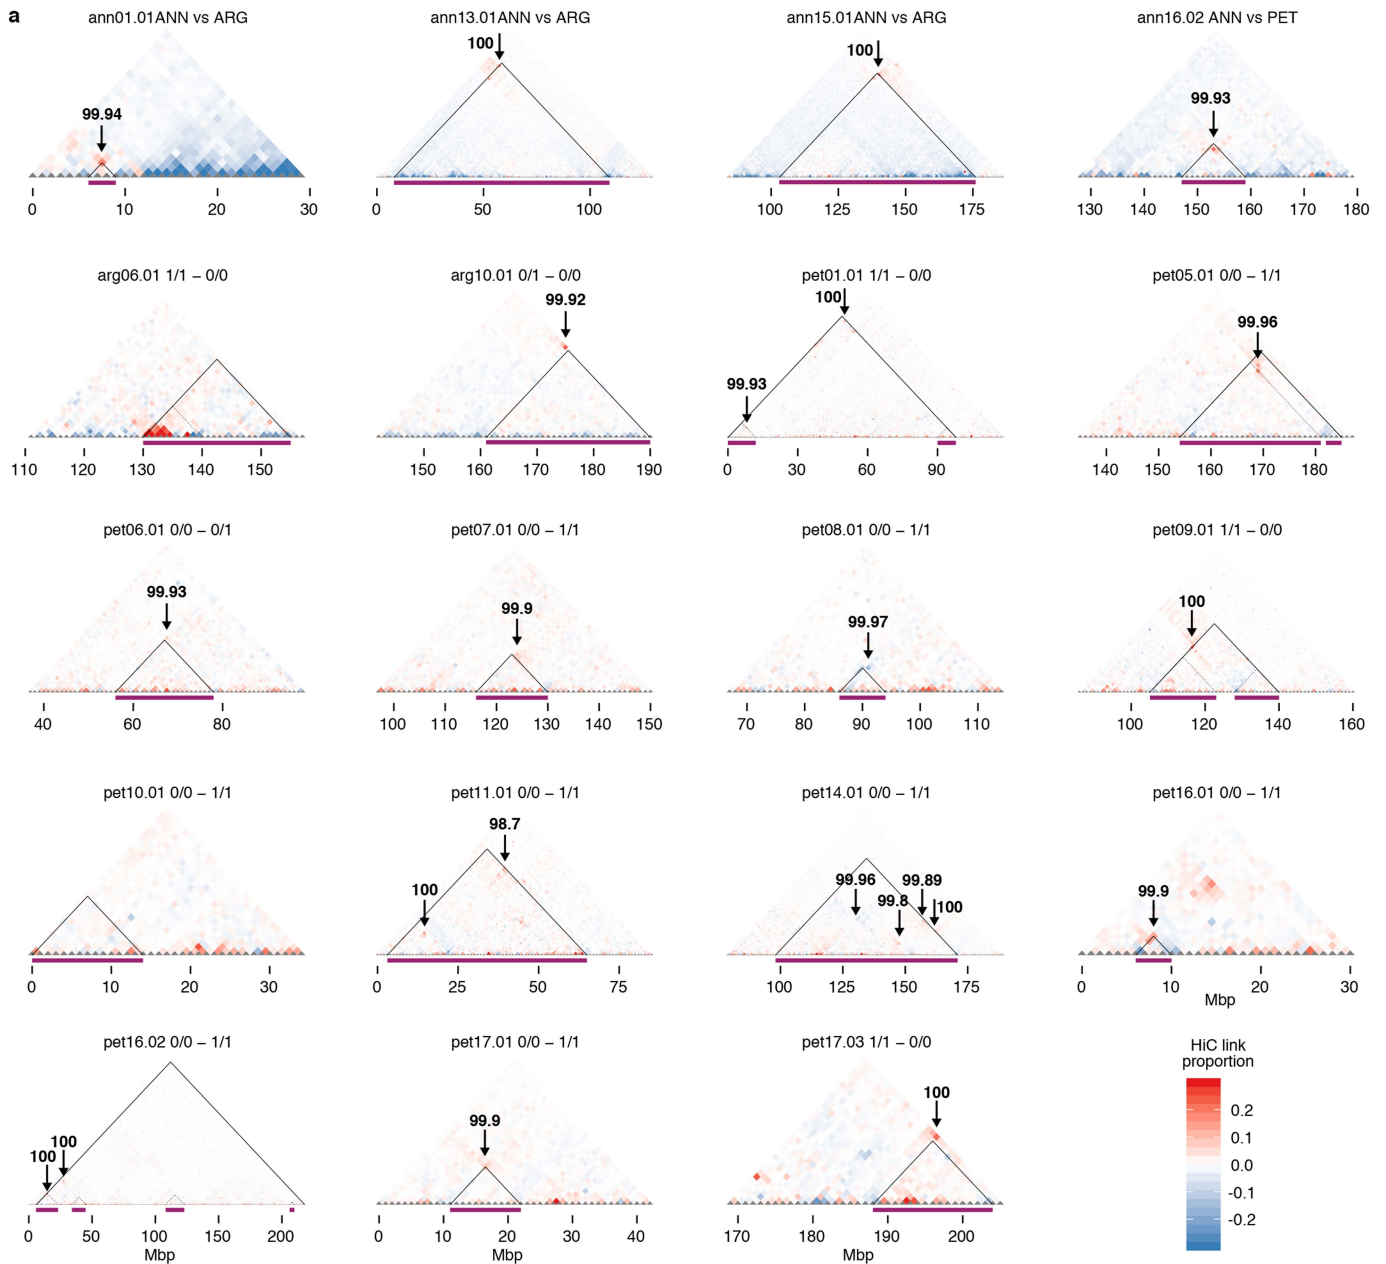 a
ann01.01ANN vs ARG
ann13.01ANN vs ARG
ann15.01ANN vs ARG
ann16.02 ANN vs PET
99.94
100
100
99.93
0 10 20 30
0 50 100
100 125 150 175
130 140 150 160 170 180
arg06.01 1/1 – 0/0
arg10.01 0/1 – 0/0
pet01.01 1/1 – 0/0
pet05.01 0/0 – 1/1
99.92
100
99.93
99.96
110 120 130 140 150
150 160 170 180 190
0 30 60 90
140 150 160 170 180
pet06.01 0/0 – 0/1
pet07.01 0/0 – 1/1
pet08.01 0/0 – 1/1
pet09.01 1/1 – 0/0
99.93
99.9
99.97
100
40 60 80
100 110 120 130 140 150
70 80 90 100 110
100 120 140 160
pet10.01 0/0 – 1/1
pet11.01 0/0 – 1/1
pet14.01 0/0 – 1/1
pet16.01 0/0 – 1/1
98.7
100
99.96
99.89
99.8
100
99.9
0 10 20 30
0 25 50 75
100 125 150 175
0 10 20 30
Mbp
pet16.02 0/0 – 1/1
pet17.01 0/0 – 1/1
pet17.03 1/1 – 0/0
100
100
99.9
100
0 50 100 150 200
Mbp
0 10 20 30 40
Mbp
170 180 190 200
Mbp
HiC link
proportion
0.2
0.1
0.0
-0.1
-0.2